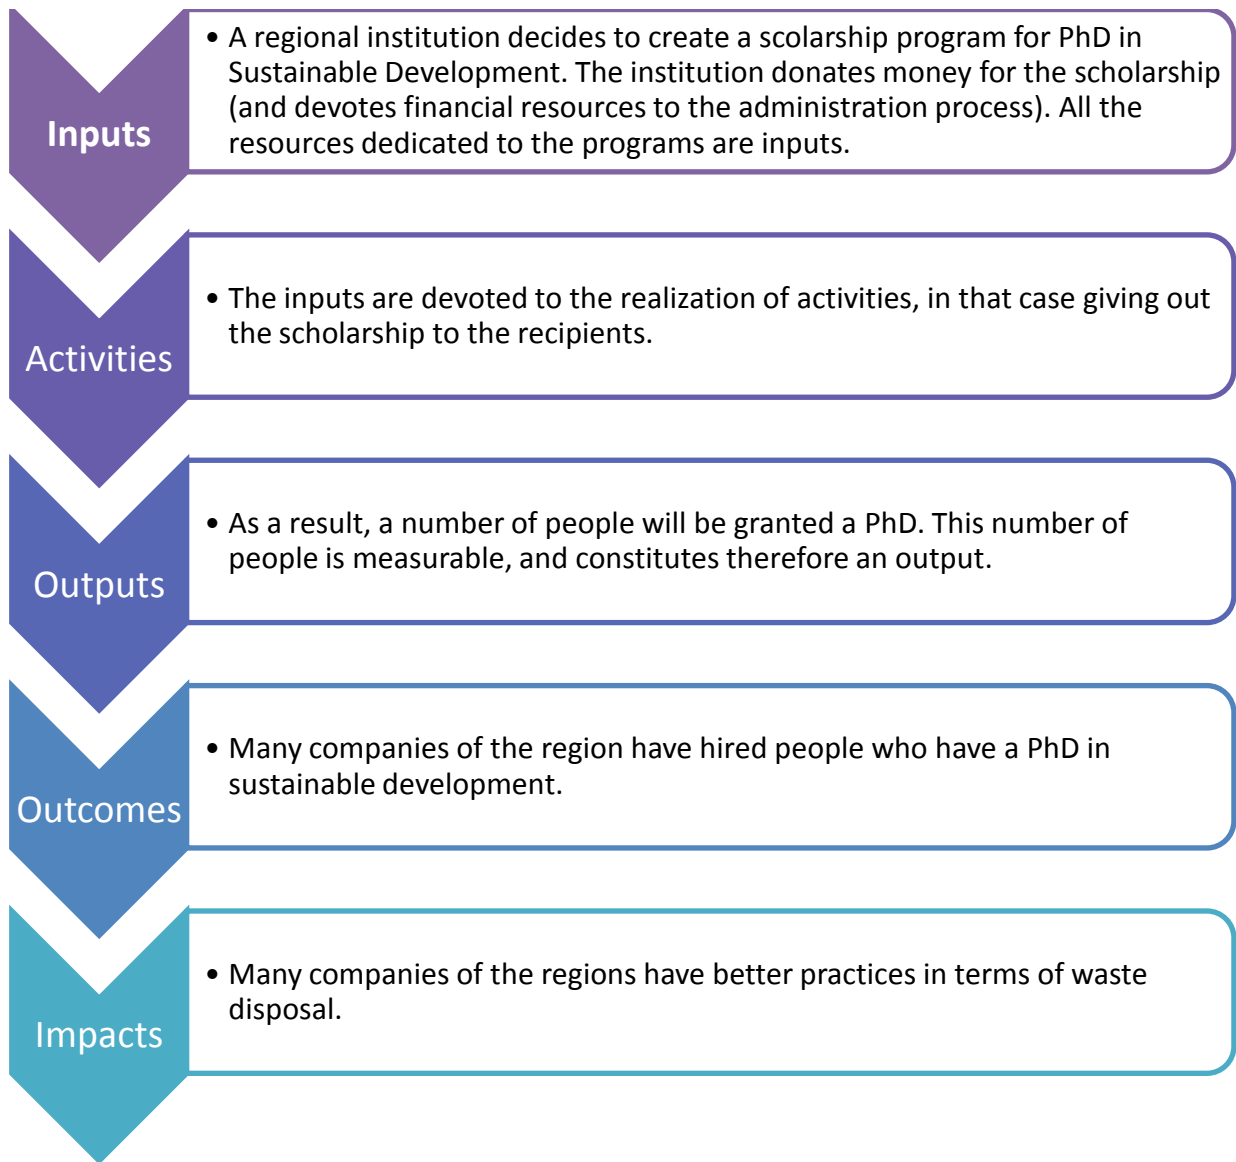 Inputs
• A regional institution decides to create a scolarship program for PhD in
Sustainable Development. The institution donates money for the scholarship
(and devotes financial resources to the administration process). All the
resources dedicated to the programs are inputs.
Activities
• The inputs are devoted to the realization of activities, in that case giving out
the scholarship to the recipients.
Outputs
• As a result, a number of people will be granted a PhD. This number of
people is measurable, and constitutes therefore an output.
Outcomes
• Many companies of the region have hired people who have a PhD in
sustainable development.
Impacts
• Many companies of the regions have better practices in terms of waste
disposal.